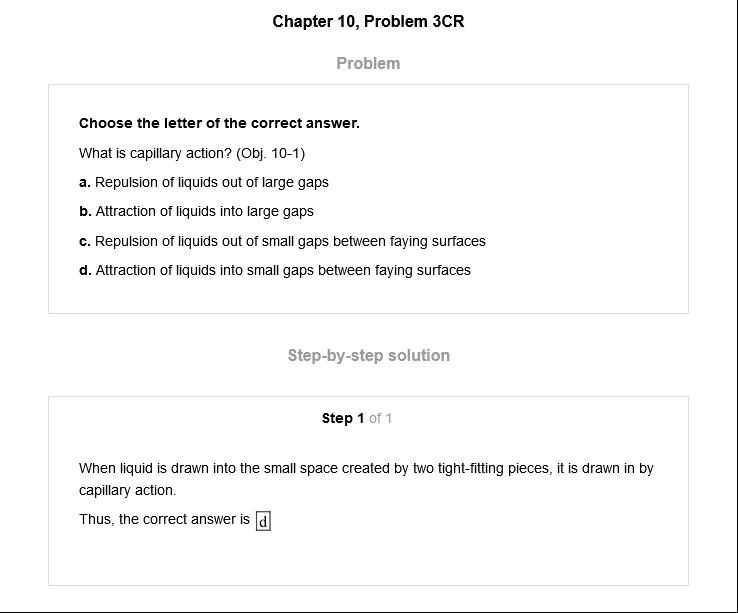 Chapter 10, Problem 3CR
Problem
Choose the letter of the correct answer.
What is capillary action? (Obj. 10-1)
a. Repulsion of liquids out of large gaps
b. Attraction of liquids into large gaps
c. Repulsion of liquids out of small gaps between faying surfaces
d. Attraction of liquids into small gaps between faying surfaces
Step-by-step solution
Step 1 of 1
When liquid is drawn into the small space created by two tight-fitting pieces, it is drawn in by
capillary action.
Thus, the correct answer is d